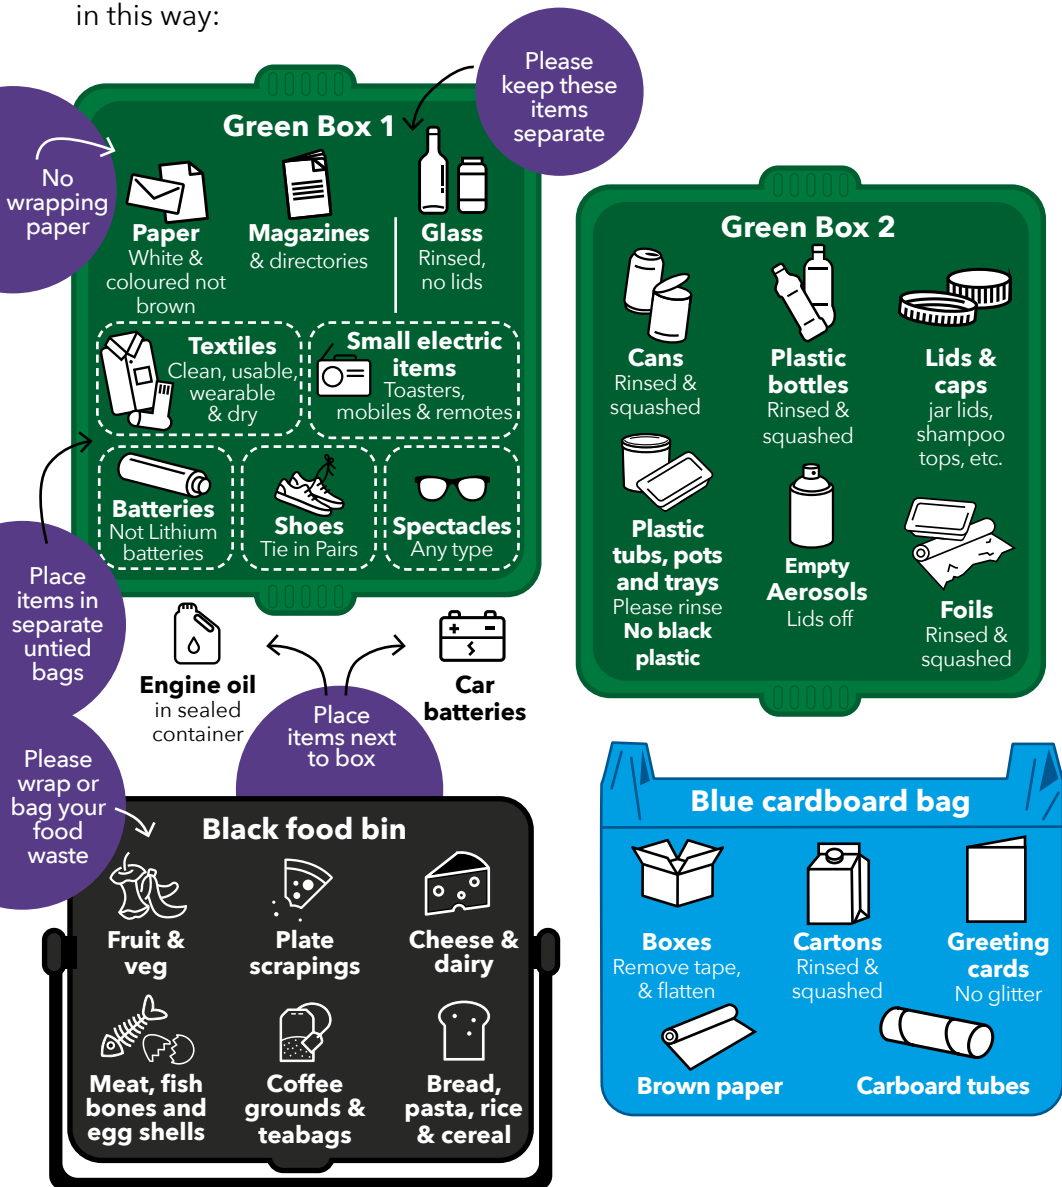 in this way:
Please
keep these
items
separate
No
wrapping
paper
Green Box 1
Paper
White &
coloured not
brown
Magazines
& directories
Glass
Rinsed,
no lids
Textiles
Clean, usable,
wearable
& dry
Small electric
items
Toasters,
mobiles & remotes
Batteries
Not Lithium
batteries
Shoes
Tie in Pairs
Spectacles
Any type
Place
items in
separate
untied
bags
Engine oil
in sealed
container
Car
batteries
Place
items next
to box
Green Box 2
Cans
Rinsed &
squashed
Plastic
bottles
Rinsed &
squashed
Lids &
caps
jar lids,
shampoo
tops, etc.
Plastic
tubs, pots
and trays
Please rinse
No black
plastic
Empty
Aerosols
Lids off
Foils
Rinsed &
squashed
Please
wrap or
bag your
food
waste
Black food bin
Fruit &
veg
Plate
scrapings
Cheese &
dairy
Meat, fish
bones and
egg shells
Coffee
grounds &
teabags
Bread,
pasta, rice
& cereal
Blue cardboard bag
Boxes
Remove tape,
& flatten
Cartons
Rinsed &
squashed
Greeting
cards
No glitter
Brown paper
Carboard tubes